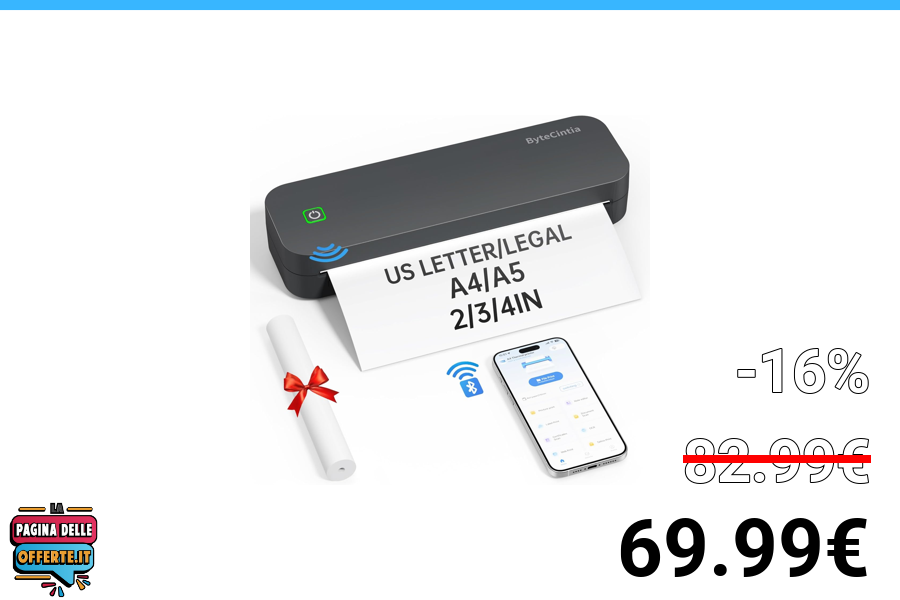 ByteCintia
US LETTER/LEGAL
A4/A5
2/3/4IN
-16%
82.99€
69.99€
LA
PAGINA DELLE
OFFERTE.IT